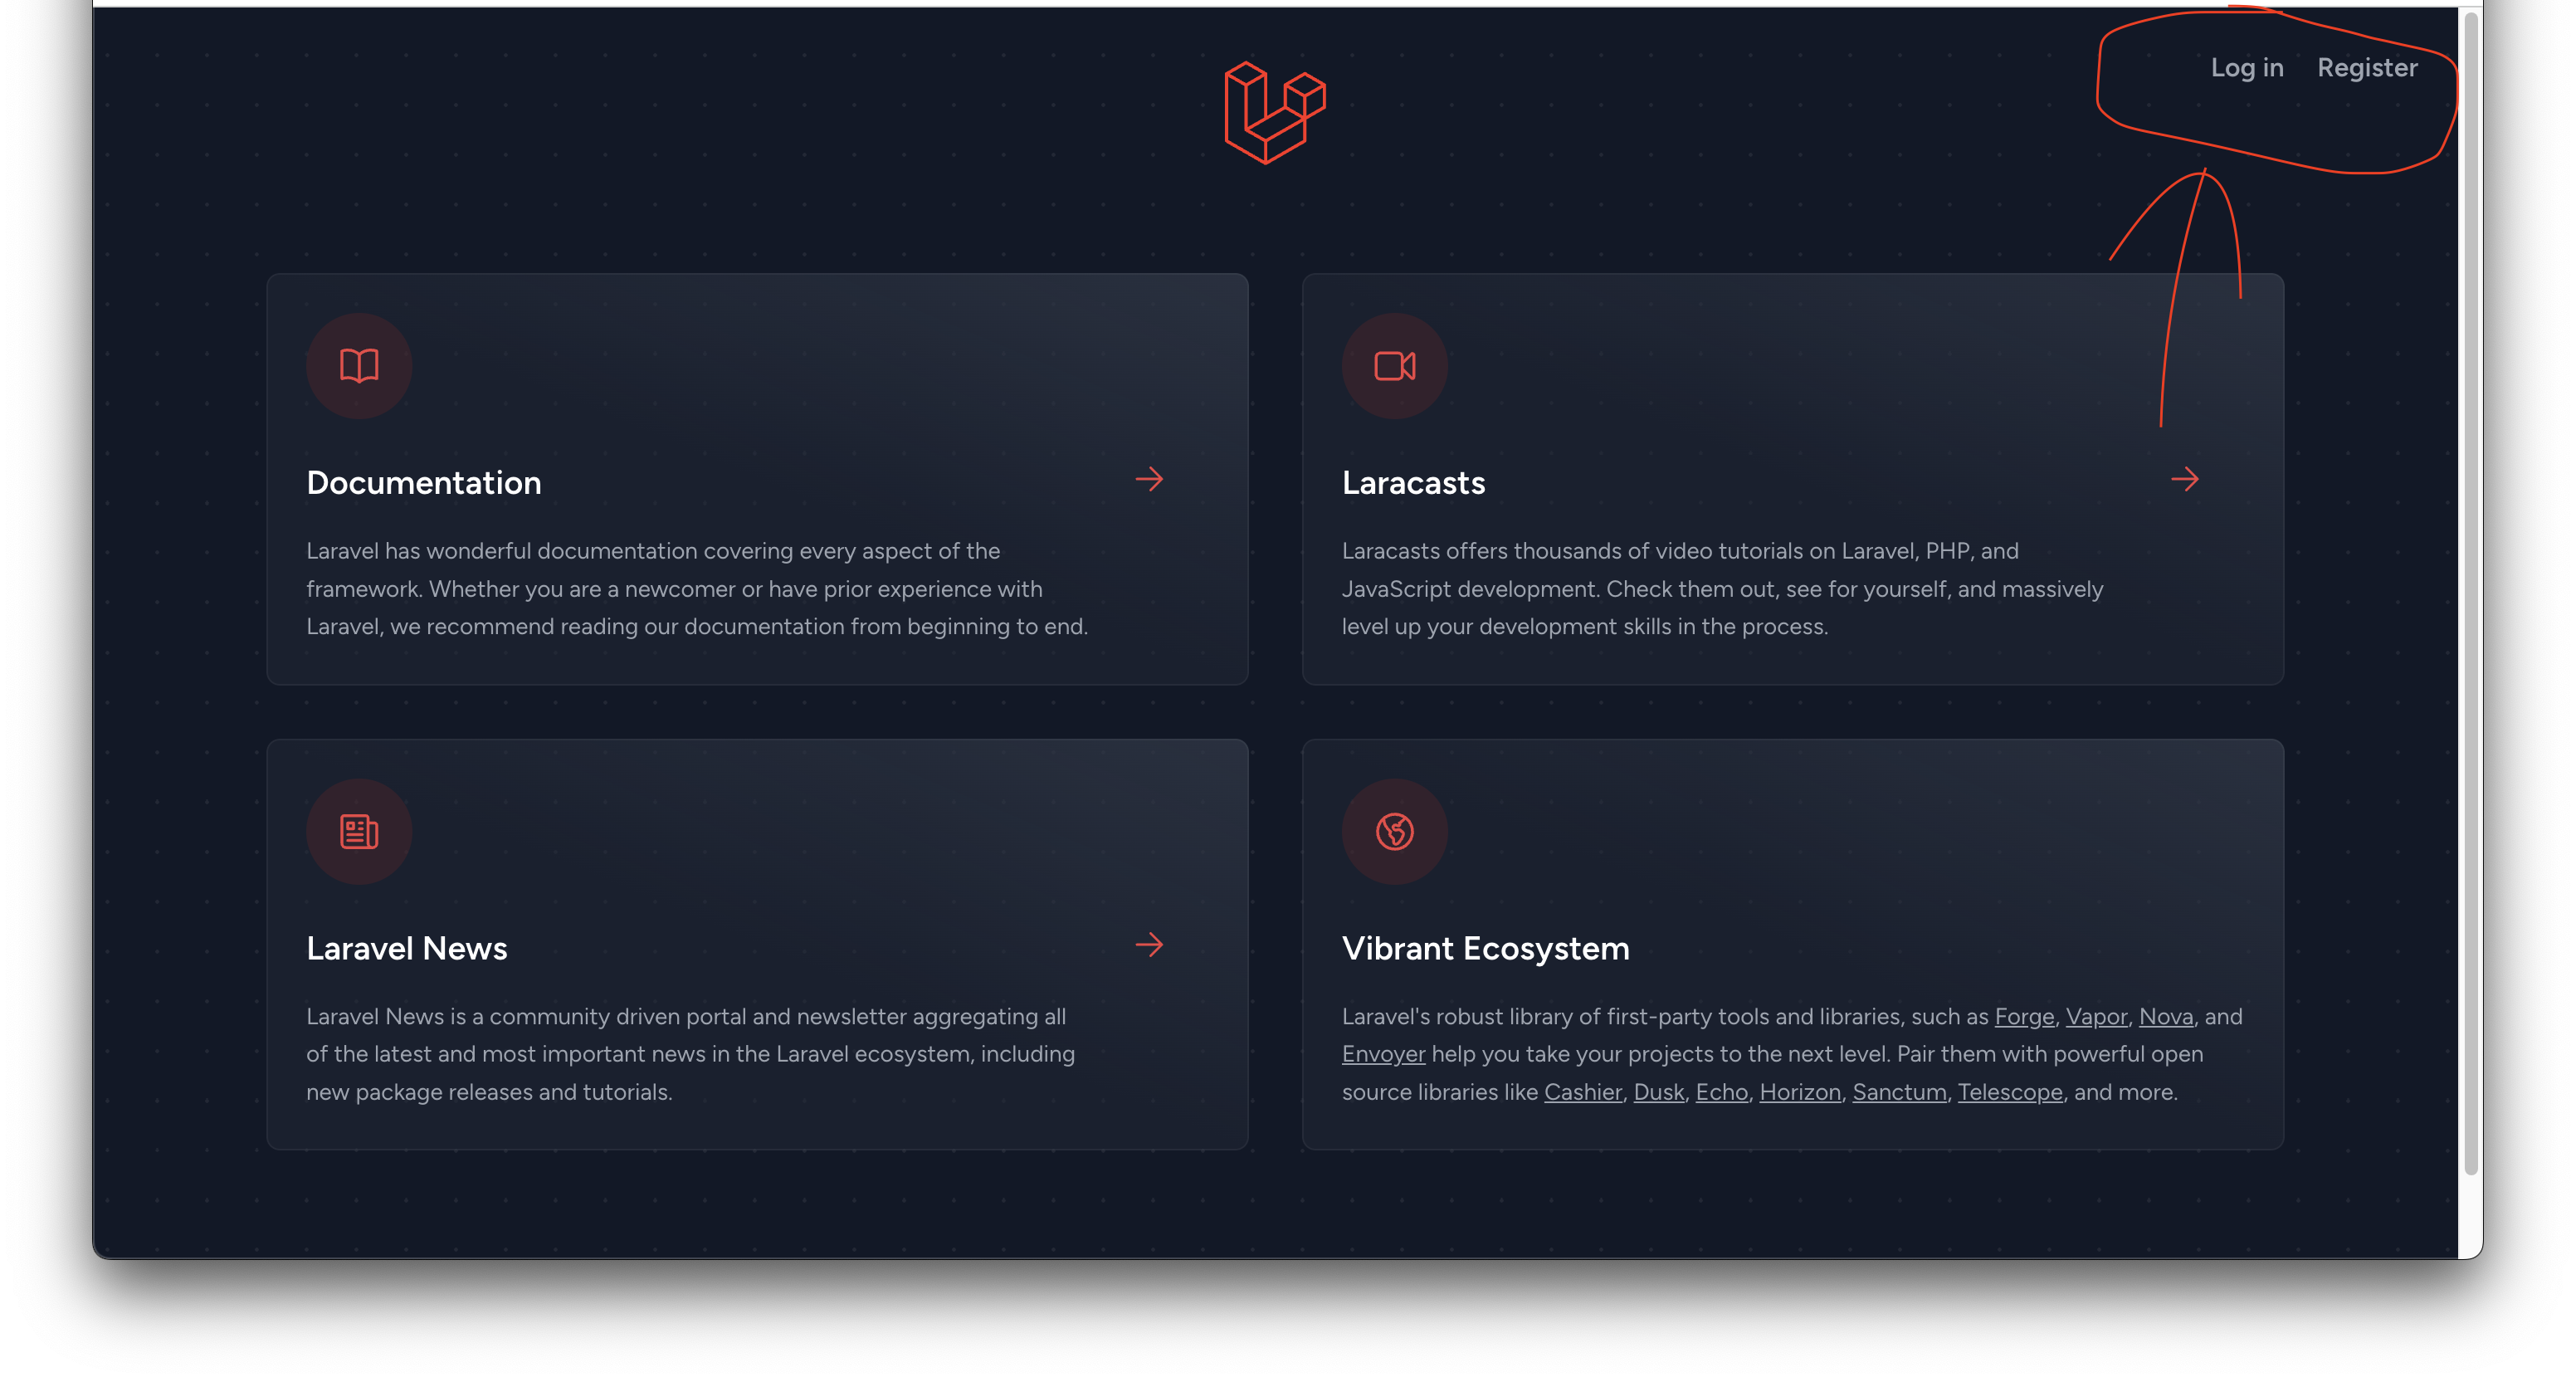 Log in Register
Documentation
Laravel has wonderful documentation covering every aspect of the
framework. Whether you are a newcomer or have prior experience with
Laravel, we recommend reading our documentation from beginning to end.
Laracasts
Laracasts offers thousands of video tutorials on Laravel, PHP, and
JavaScript development. Check them out, see for yourself, and massively
level up your development skills in the process.
Laravel News
Laravel News is a community driven portal and newsletter aggregating all
of the latest and most important news in the Laravel ecosystem, including
new package releases and tutorials.
Vibrant Ecosystem
Laravel's robust library of first-party tools and libraries, such as Forge, Vapor, Nova, and
Envoyer help you take your projects to the next level. Pair them with powerful open
source libraries like Cashier, Dusk, Echo, Horizon, Sanctum, Telescope, and more.